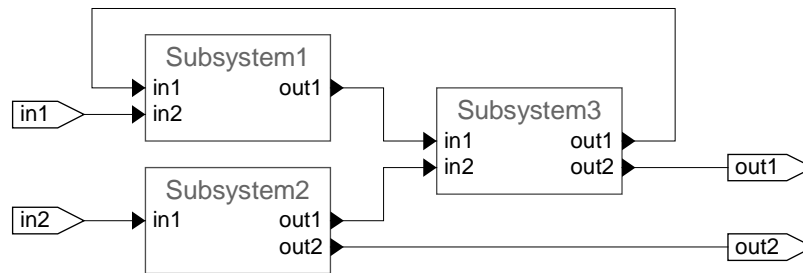 Subsystem1
in1 out1
in2
in1
Subsystem3
in1 out1
in2 out2
out1
Subsystem2
in1 out1
out2
in2
out2